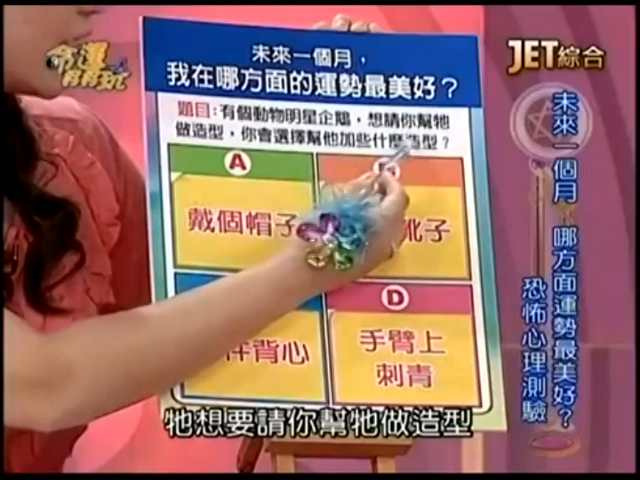 命運好好玩
JET綜合
未來一個月，
我在哪方面的運勢最美好？
題目：有個動物明星企鵝，想請你幫牠
做造型，你會選擇幫他加些什麼造型？
A
戴個帽子
靴子
件背心
D
手臂上
刺青
未來一個月 哪方面運勢最美好？
恐怖心理測驗
牠想要請你幫牠做造型